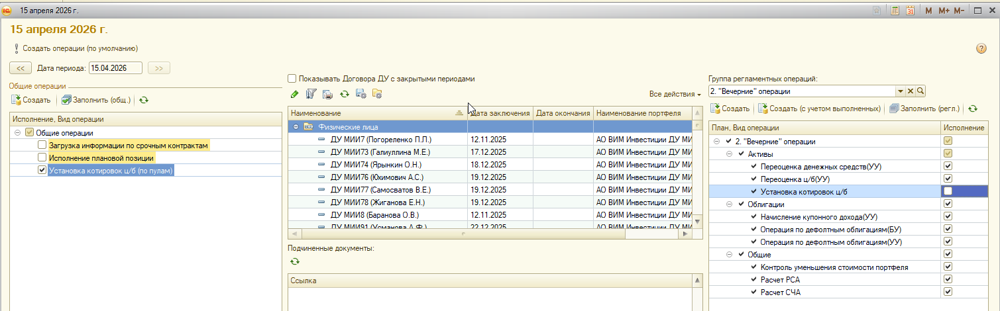 1С 15 апреля 2026 г. 31 M M+ M−
15 апреля 2026 г.
Создать операции (по умолчанию) ?
<< Дата периода: 15.04.2026 >>
Общие операции
Создать Заполнить (общ.)
Исполнение, Вид операции
Общие операции
Загрузка информации по срочным контрактам
Исполнение плановой позиции
Установка котировок ц/б (по пулам)
Показывать Договора ДУ с закрытыми периодами
Все действия
Наименование Дата заключения Дата окончания Наименование портфеля
Физические лица
ДУ МИИ7 (Погореленко П.Л.) 12.11.2025 АО ВИМ Инвестиции ДУ МИ
ДУ МИИ73 (Галиуллина М.Е.) 17.12.2025 АО ВИМ Инвестиции ДУ МИ
ДУ МИИ74 (Ярынкин О.Н.) 18.12.2025 АО ВИМ Инвестиции ДУ МИ
ДУ МИИ76 (Юхимович А.С.) 19.12.2025 АО ВИМ Инвестиции ДУ МИ
ДУ МИИ77 (Самосватов В.Е.) 19.12.2025 АО ВИМ Инвестиции ДУ МИ
ДУ МИИ78 (Жиганова Е.Н.) 19.12.2025 АО ВИМ Инвестиции ДУ МИ
ДУ МИИ8 (Баранова О.В.) 12.11.2025 АО ВИМ Инвестиции ДУ МИ
ДУ МИИ91 (Усманова А.Ф.) 22.12.2025 АО ВИМ Инвестиции ДУ МИ
Подчиненные документы:
Ссылка
Группа регламентных операций:
2. "Вечерние" операции
Создать Создать (с учетом выполненных) Заполнить (регл.)
План, Вид операции Исполнение
2. "Вечерние" операции
Активы
Переоценка денежных средств(УУ)
Переоценка ц/б(УУ)
Установка котировок ц/б
Облигации
Начисление купонного дохода(УУ)
Операция по дефолтным облигациям(БУ)
Операция по дефолтным облигациям(УУ)
Общие
Контроль уменьшения стоимости портфеля
Расчет РСА
Расчет СЧА